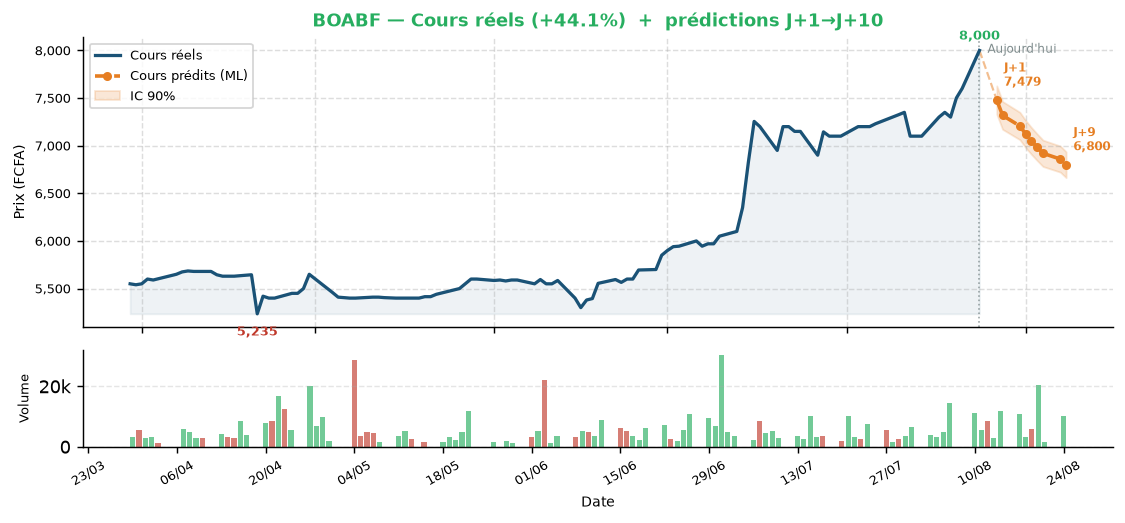 BOABF — Cours réels (+44.1%)  +  prédictions J+1→J+10
8,000
Aujourd'hui
Cours réels
Cours prédits (ML)
IC 90%
J+1
7,479
J+9
6,800
5,235
Prix (FCFA)
8,000
7,500
7,000
6,500
6,000
5,500
Volume
20k
0
23/03
06/04
20/04
04/05
18/05
01/06
15/06
29/06
13/07
27/07
10/08
24/08
Date